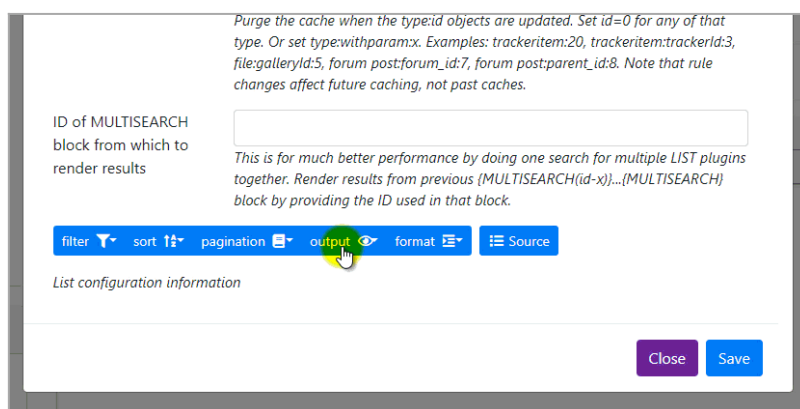 Purge the cache when the type:id objects are updated. Set id=0 for any of that
type. Or set type:withparam:x. Examples: trackeritem:20, trackeritem:trackerId:3,
file:galleryId:5, forum post:forum_id:7, forum post:parent_id:8. Note that rule
changes affect future caching, not past caches.
ID of MULTISEARCH
block from which to
render results
This is for much better performance by doing one search for multiple LIST plugins
together. Render results from previous {MULTISEARCH(id-x)}...{MULTISEARCH}
block by providing the ID used in that block.
filter sort pagination output format Source
List configuration information
Close Save